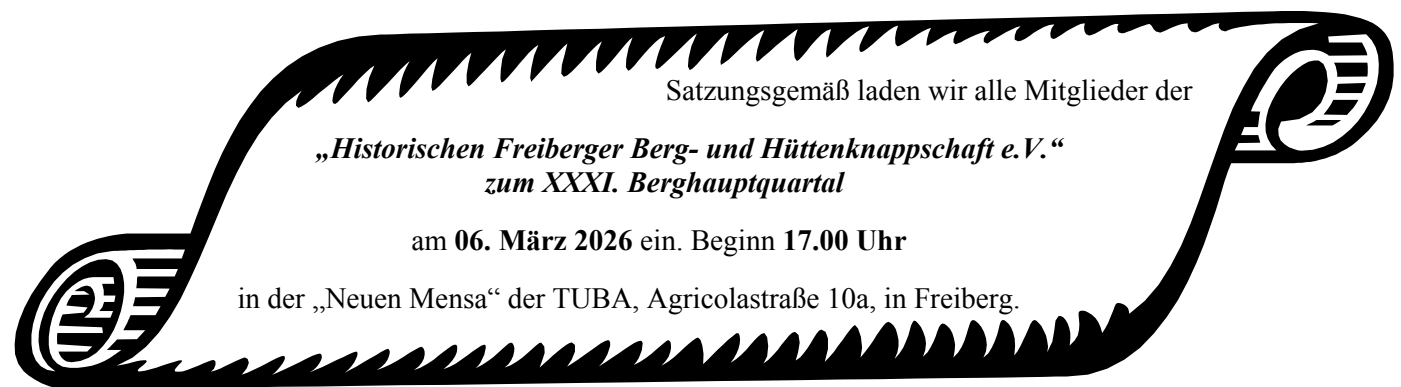 Satzungsgemäß laden wir alle Mitglieder der
„Historischen Freiberger Berg- und Hüttenknappschaft e.V.“
zum XXXI. Berghauptquartal
am 06. März 2026 ein. Beginn 17.00 Uhr
in der „Neuen Mensa“ der TUBA, Agricolastraße 10a, in Freiberg.